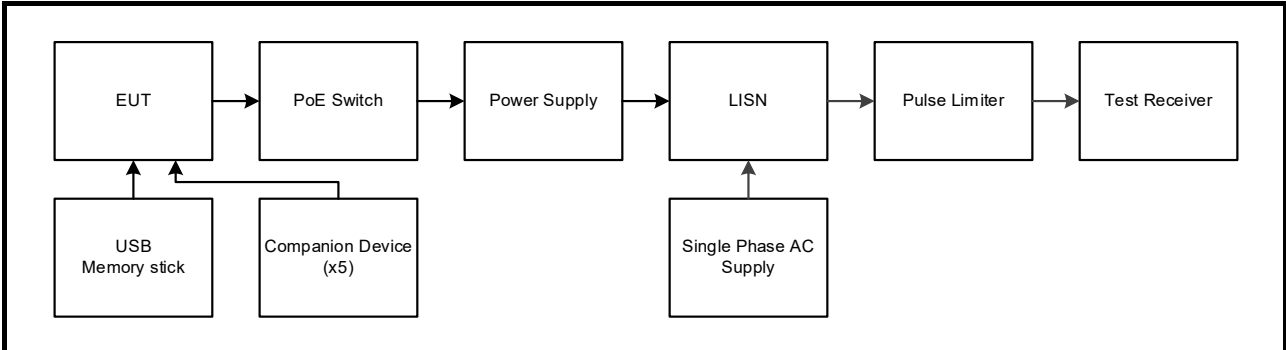 EUT
PoE Switch
Power Supply
LISN
Pulse Limiter
Test Receiver
USB
Memory stick
Companion Device
(x5)
Single Phase AC
Supply